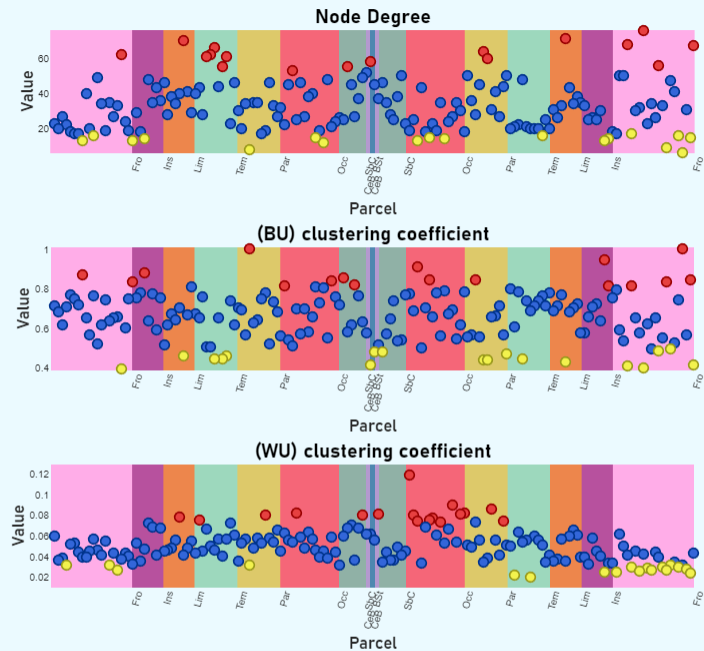 Node Degree
Value
60
40
20
Fro
Ins
Lim
Tem
Par
Occ
SbC
CeB
CeB
BSt
SbC
Occ
Par
Tem
Lim
Ins
Fro
Parcel
(BU) clustering coefficient
Value
1
0.8
0.6
0.4
Fro
Ins
Lim
Tem
Par
Occ
SbC
CeB
CeB
BSt
SbC
Occ
Par
Tem
Lim
Ins
Fro
Parcel
(WU) clustering coefficient
Value
0.12
0.1
0.08
0.06
0.04
0.02
Fro
Ins
Lim
Tem
Par
Occ
SbC
CeB
CeB
BSt
SbC
Occ
Par
Tem
Lim
Ins
Fro
Parcel